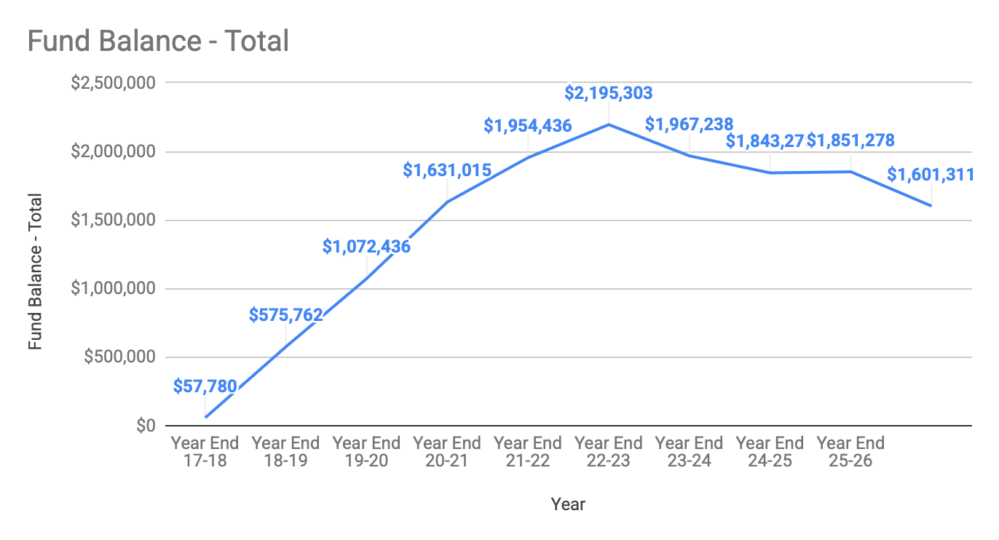 Fund Balance - Total
$2,500,000
$2,000,000
$1,500,000
$1,000,000
$500,000
$0
Fund Balance - Total
$57,780
$575,762
$1,072,436
$1,631,015
$1,954,436
$2,195,303
$1,967,238
$1,843,27
$1,851,278
$1,601,311
Year End
17-18
Year End
18-19
Year End
19-20
Year End
20-21
Year End
21-22
Year End
22-23
Year End
23-24
Year End
24-25
Year End
25-26
Year